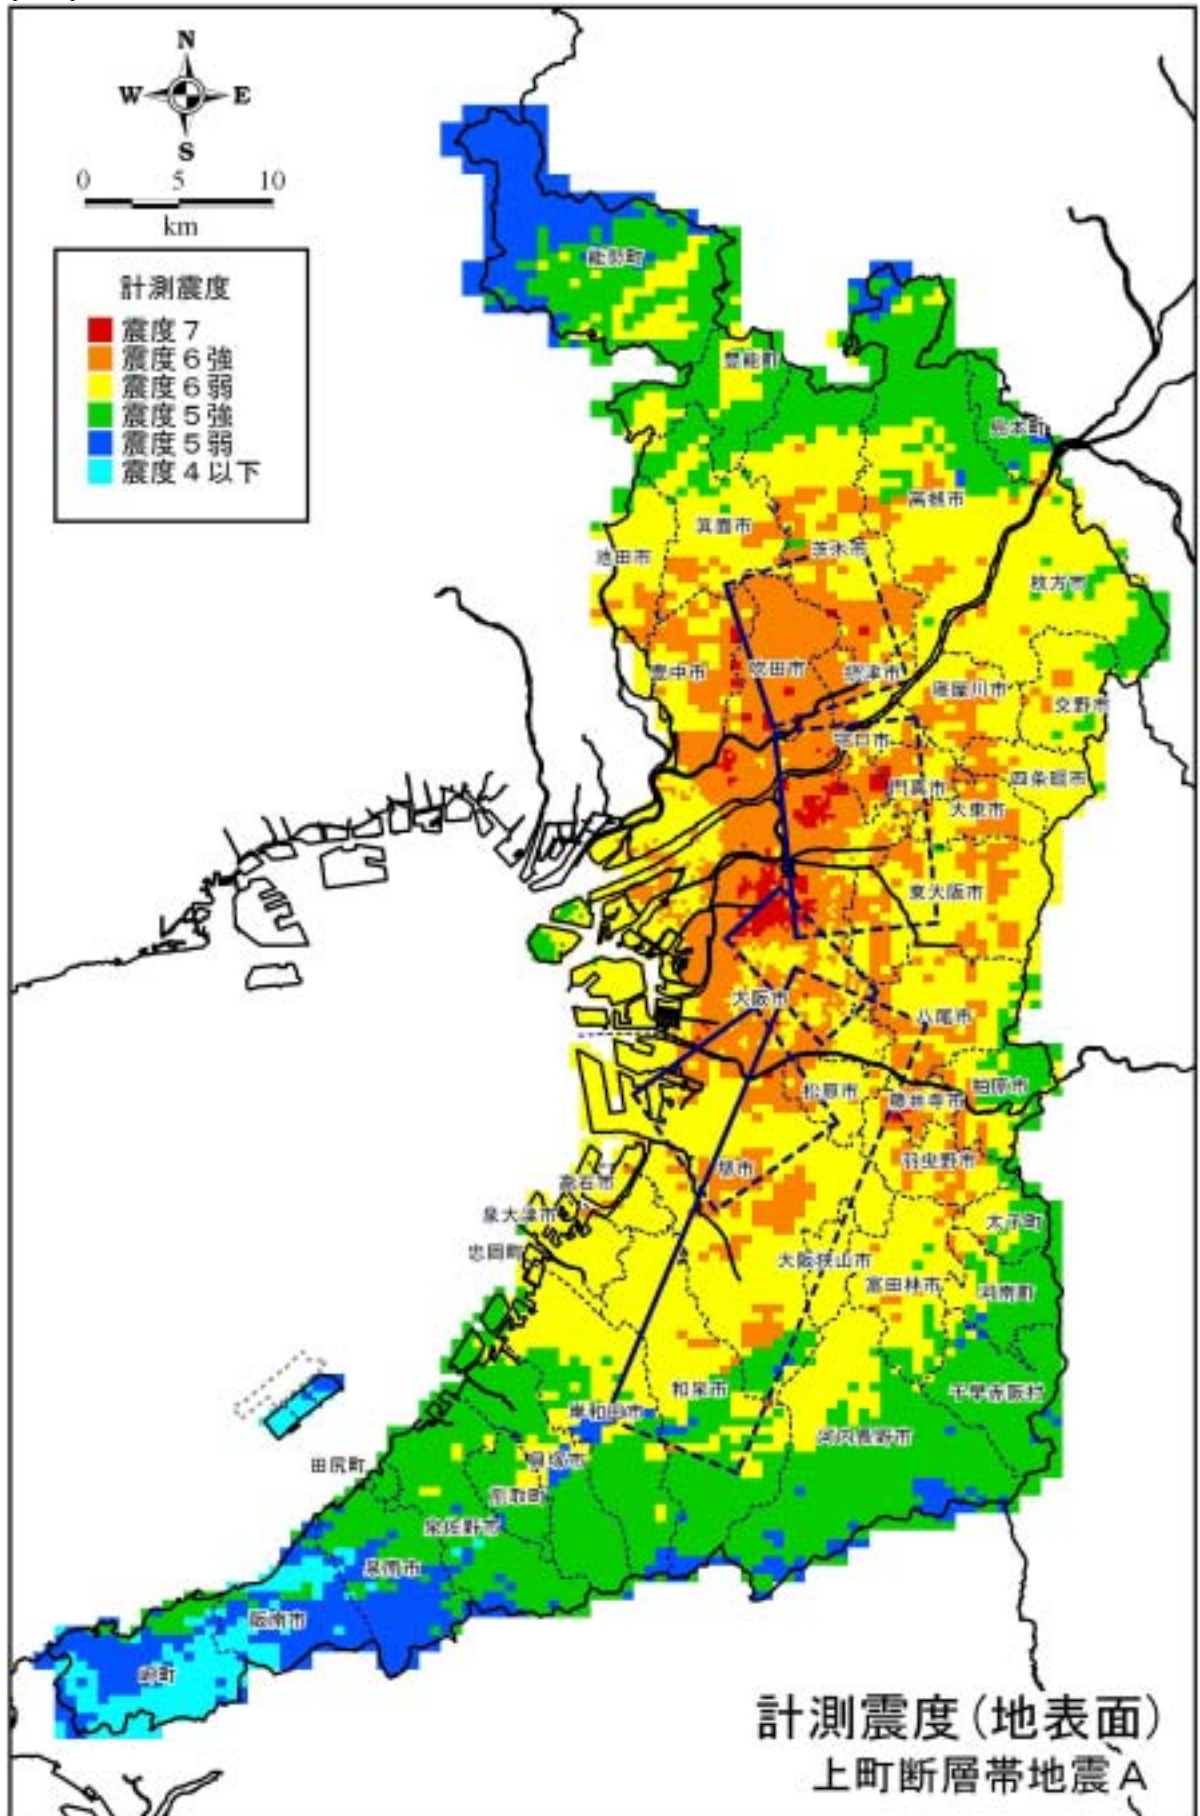 N
W E
S
0 5 10
km
計測震度
震度7
震度6強
震度6弱
震度5強
震度5弱
震度4以下
能勢町
豊能町
島本町
高槻市
箕面市
茨木市
池田市
枚方市
豊中市
吹田市
摂津市
寝屋川市
交野市
守口市
門真市
四条畷市
大東市
東大阪市
大阪市
八尾市
松原市
藤井寺市
柏原市
堺市
羽曳野市
高石市
泉大津市
太子町
忠岡町
大阪狭山市
富田林市
河南町
和泉市
千早赤阪村
岸和田市
河内長野市
貝塚市
田尻町
熊取町
泉佐野市
泉南市
阪南市
岬町
計測震度(地表面)
上町断層帯地震A